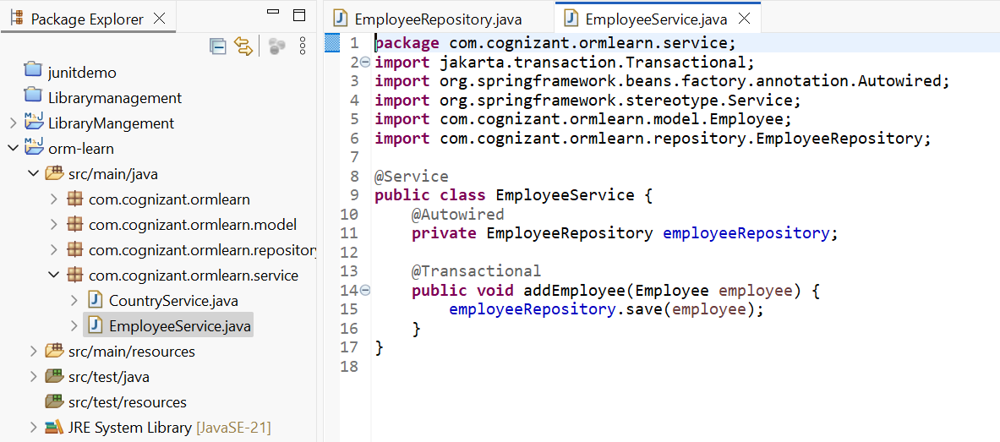 Package Explorer
junitdemo
Librarymanagement
LibraryMangement
orm-learn
src/main/java
com.cognizant.ormlearn
com.cognizant.ormlearn.model
com.cognizant.ormlearn.repository
com.cognizant.ormlearn.service
CountryService.java
EmployeeService.java
src/main/resources
src/test/java
src/test/resources
JRE System Library [JavaSE-21]
EmployeeRepository.java
EmployeeService.java
1 package com.cognizant.ormlearn.service;
2 import jakarta.transaction.Transactional;
3 import org.springframework.beans.factory.annotation.Autowired;
4 import org.springframework.stereotype.Service;
5 import com.cognizant.ormlearn.model.Employee;
6 import com.cognizant.ormlearn.repository.EmployeeRepository;
7
8 @Service
9 public class EmployeeService {
10     @Autowired
11     private EmployeeRepository employeeRepository;
12
13     @Transactional
14     public void addEmployee(Employee employee) {
15         employeeRepository.save(employee);
16     }
17 }
18